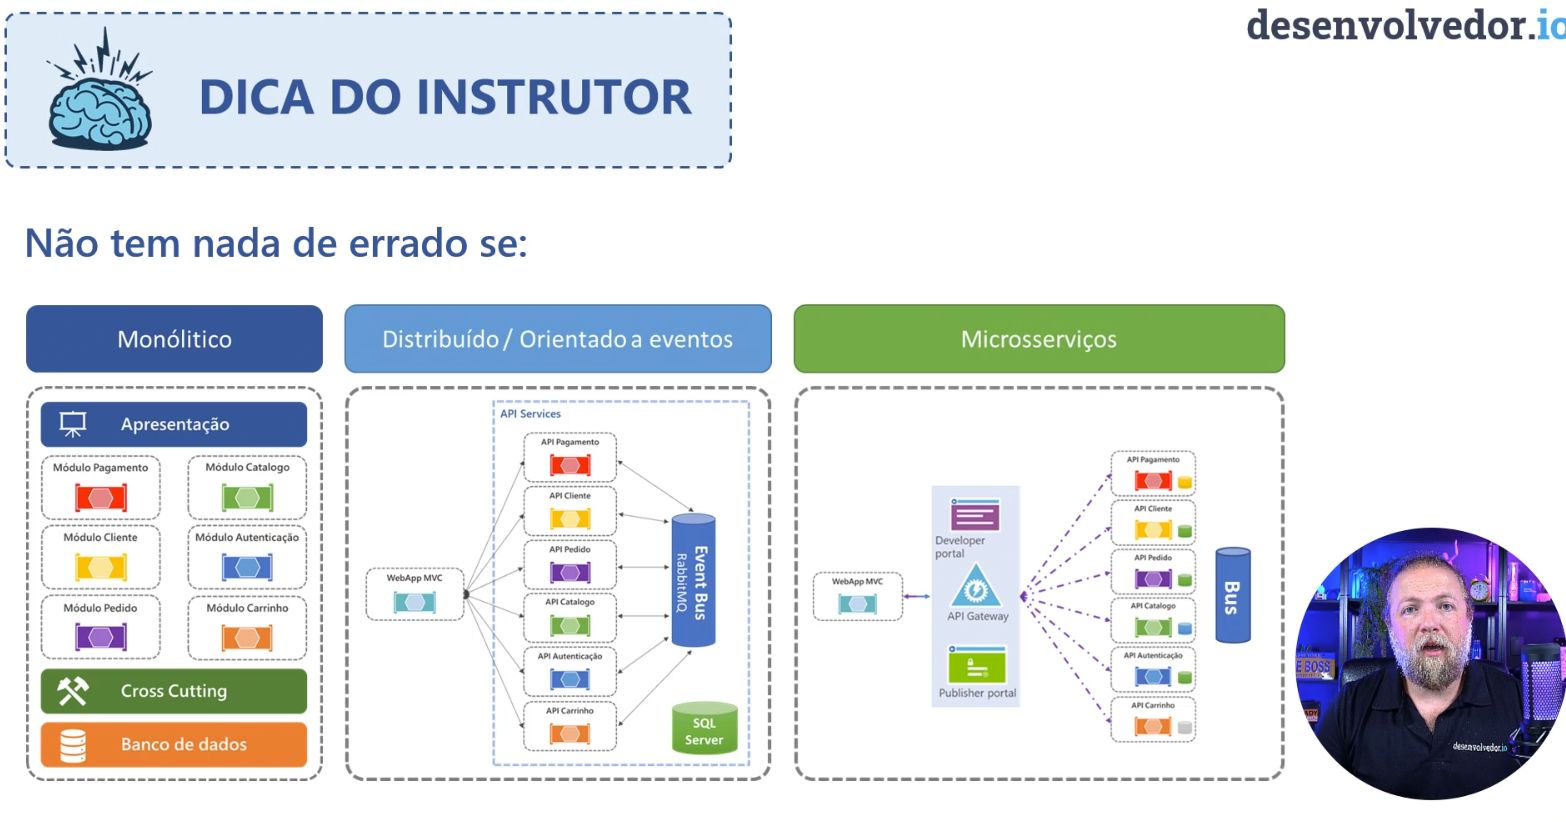 desenvolvedor.io
DICA DO INSTRUTOR
Não tem nada de errado se:
Monólitico
Apresentação
Módulo Pagamento
Módulo Catalogo
Módulo Cliente
Módulo Autenticação
Módulo Pedido
Módulo Carrinho
Cross Cutting
Banco de dados
Distribuído / Orientado a eventos
API Services
WebApp MVC
API Pagamento
API Cliente
API Pedido
API Catalogo
API Autenticação
API Carrinho
Event Bus
RabbitMQ
SQL
Server
Microsserviços
WebApp MVC
Developer
portal
API Gateway
Publisher portal
API Pagamento
API Cliente
API Pedido
API Catalogo
API Autenticação
API Carrinho
Bus
E BOSS
desenvolvedor.io